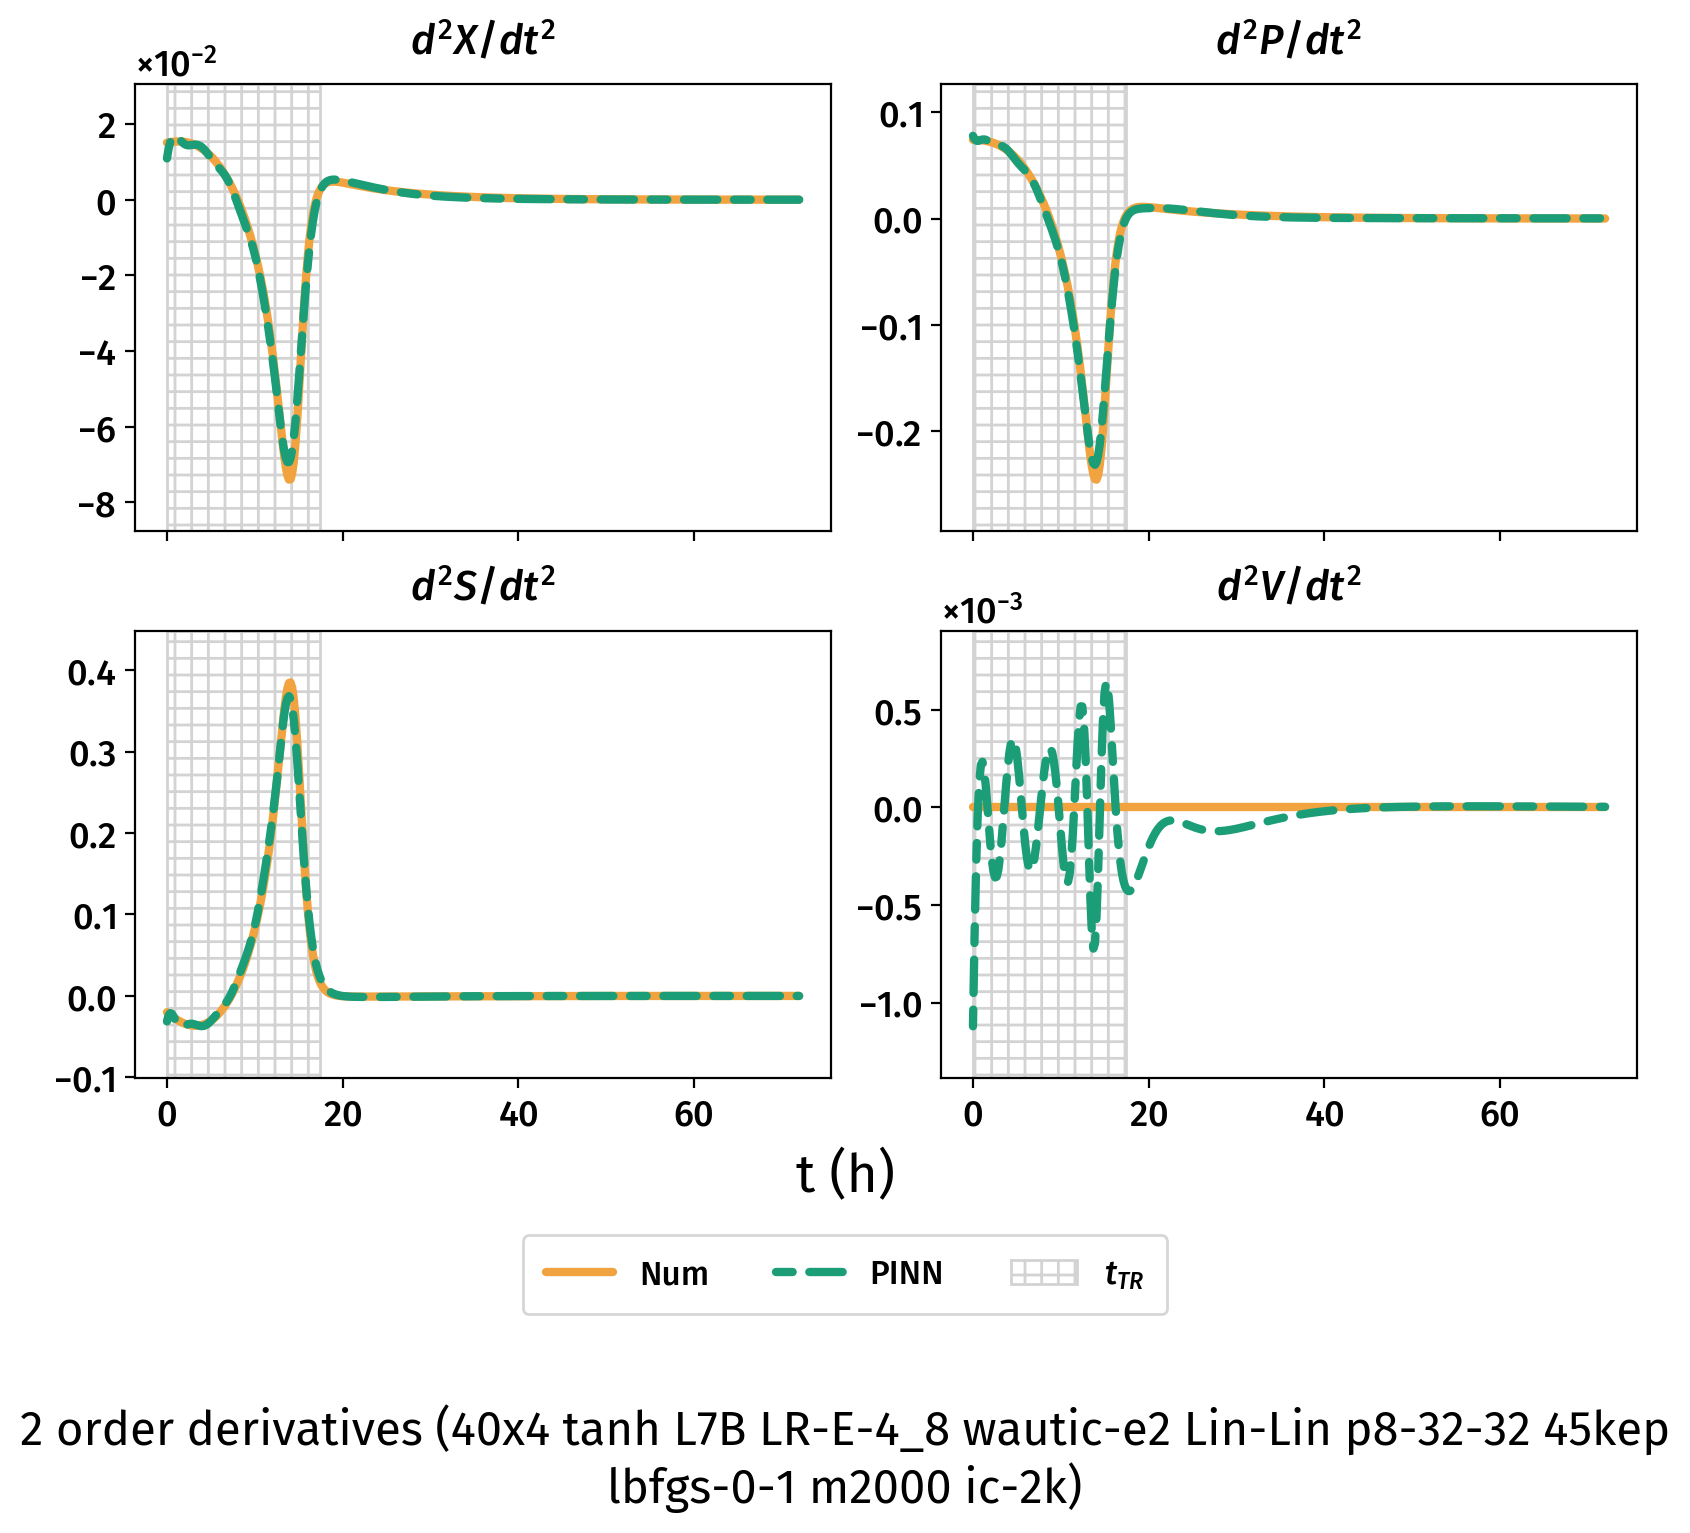 d²X/dt²
×10⁻²
2
0
−2
−4
−6
−8
d²P/dt²
0.1
0.0
−0.1
−0.2
d²S/dt²
0.4
0.3
0.2
0.1
0.0
−0.1
0 20 40 60
d²V/dt²
×10⁻³
0.5
0.0
−0.5
−1.0
0 20 40 60
t (h)
Num PINN t_TR
2 order derivatives (40x4 tanh L7B LR-E-4_8 wautic-e2 Lin-Lin p8-32-32 45kep
lbfgs-0-1 m2000 ic-2k)